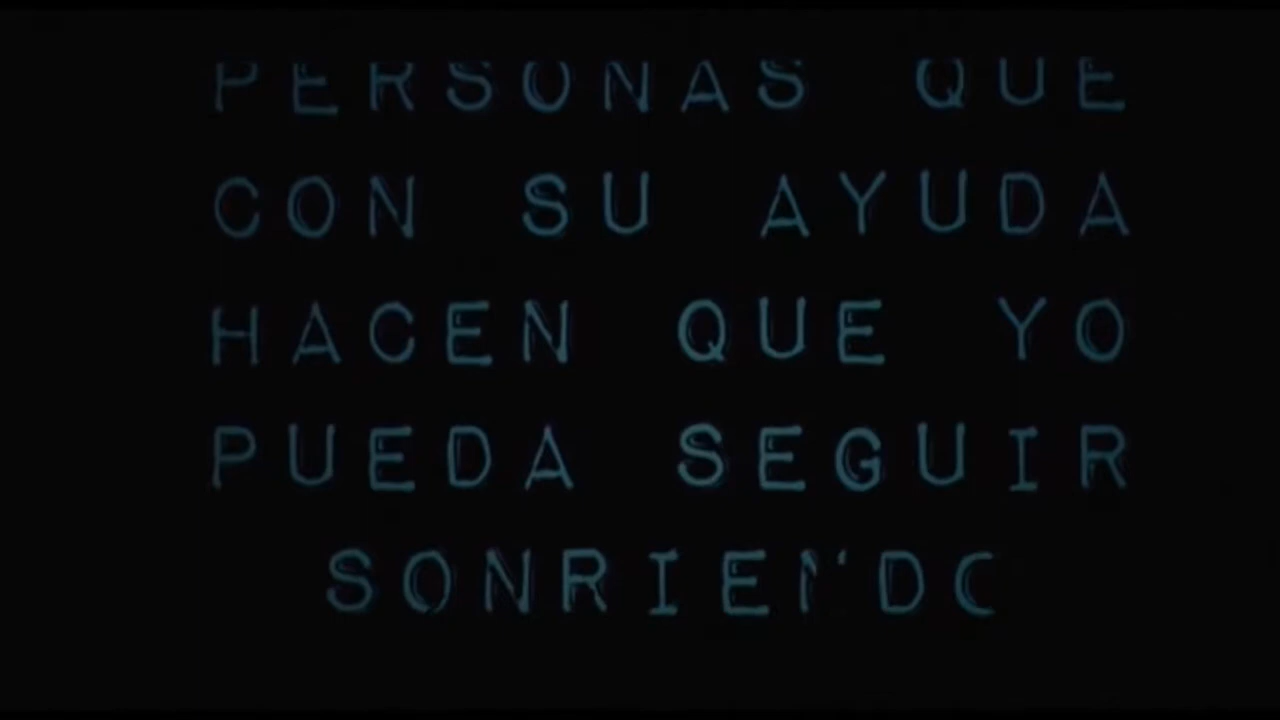 PERSONAS QUE
CON SU AYUDA
HACEN QUE YO
PUEDA SEGUIR
SONRIENDO